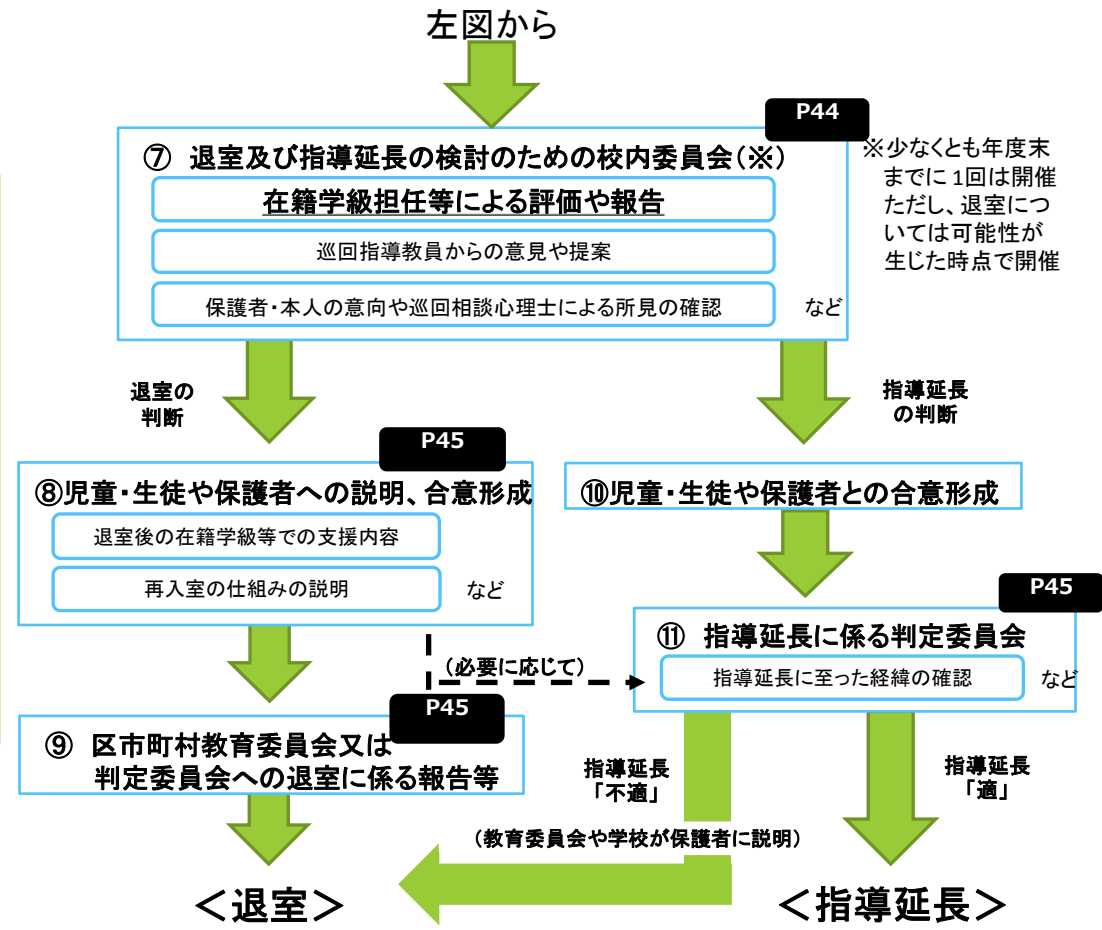 左図から
P44
⑦ 退室及び指導延長の検討のための校内委員会(※)
在籍学級担任等による評価や報告
巡回指導教員からの意見や提案
保護者・本人の意向や巡回相談心理士による所見の確認
など
※少なくとも年度末
までに1回は開催
ただし、退室につ
いては可能性が
生じた時点で開催
退室の
判断
指導延長
の判断
P45
⑧児童・生徒や保護者への説明、合意形成
退室後の在籍学級等での支援内容
再入室の仕組みの説明
など
⑩児童・生徒や保護者との合意形成
P45
⑪ 指導延長に係る判定委員会
指導延長に至った経緯の確認
など
(必要に応じて)
P45
⑨ 区市町村教育委員会又は
判定委員会への退室に係る報告等
指導延長
「不適」
指導延長
「適」
(教育委員会や学校が保護者に説明)
<退室>
<指導延長>